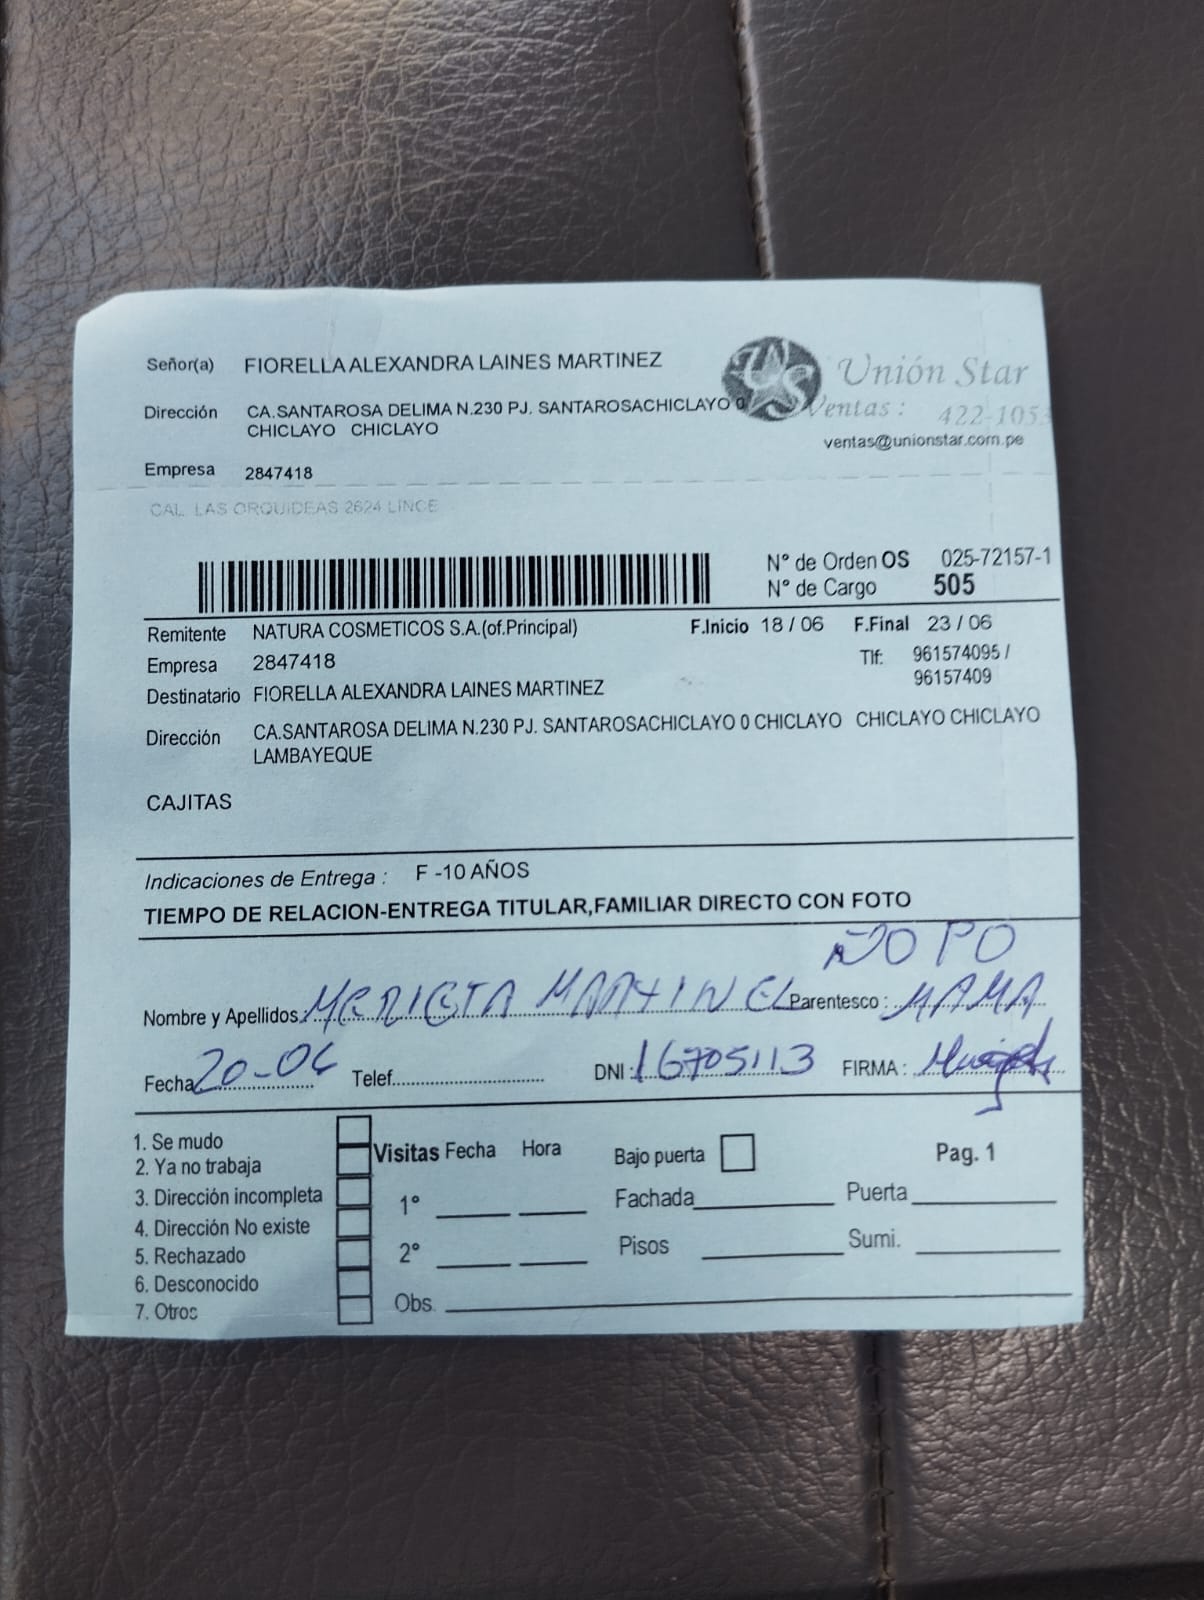 Señor(a) FIORELLA ALEXANDRA LAINES MARTINEZ
Unión Star
Dirección CA.SANTAROSA DELIMA N.230 PJ. SANTAROSACHICLAYO 0
Ventas : 422-1053
CHICLAYO CHICLAYO
ventas@unionstar.com.pe
Empresa 2847418
CAL. LAS ORQUIDEAS 2624 LINCE
N° de Orden OS 025-72157-1
N° de Cargo 505
Remitente NATURA COSMETICOS S.A.(of.Principal) F.Inicio 18 / 06 F.Final 23 / 06
Empresa 2847418 Tlf: 961574095 /
96157409
Destinatario FIORELLA ALEXANDRA LAINES MARTINEZ
Dirección CA.SANTAROSA DELIMA N.230 PJ. SANTAROSACHICLAYO 0 CHICLAYO CHICLAYO CHICLAYO
LAMBAYEQUE
CAJITAS
Indicaciones de Entrega : F -10 AÑOS
TIEMPO DE RELACION-ENTREGA TITULAR,FAMILIAR DIRECTO CON FOTO
Nombre y Apellidos: Parentesco : MAMA
Fecha Telef. DNI : 16705113 FIRMA :
1. Se mudo
2. Ya no trabaja
3. Dirección incompleta
4. Dirección No existe
5. Rechazado
6. Desconocido
7. Otros
Visitas Fecha Hora
1°
2°
Obs.
Bajo puerta Pag. 1
Fachada Puerta
Pisos Sumi.